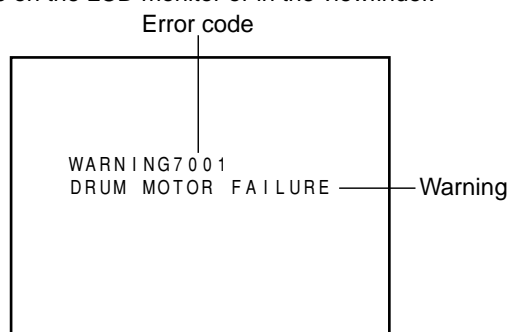 on the LCD monitor or in the viewfinder.
Error code
WARNING7001
DRUM MOTOR FAILURE
Warning